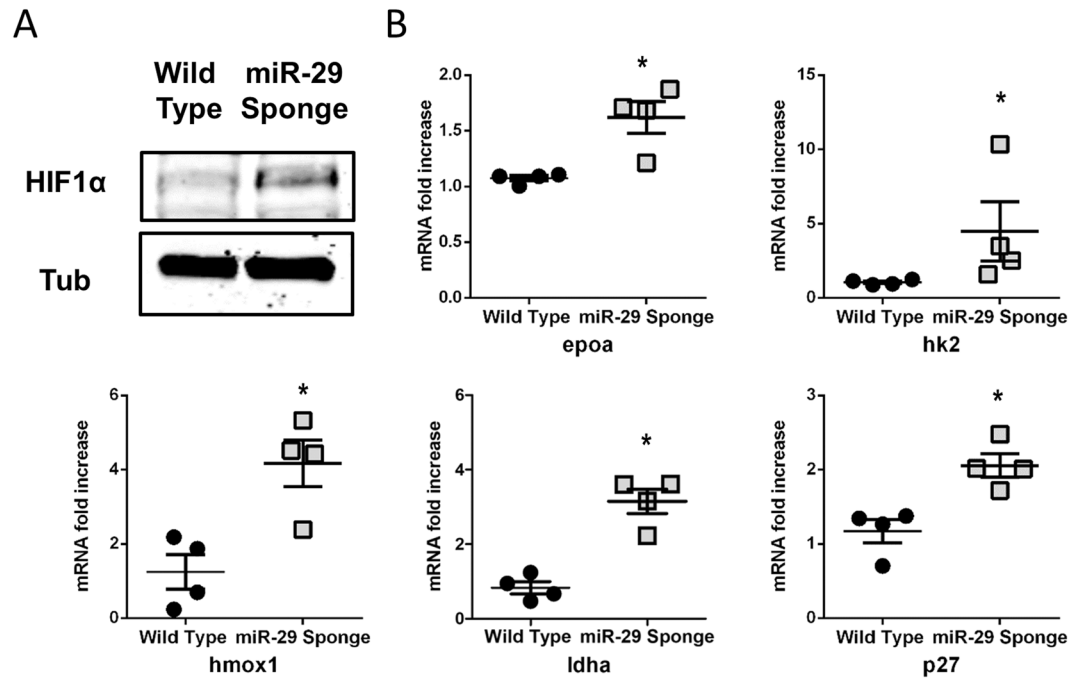 A
B
Wild
Type
miR-29
Sponge
HIF1α
Tub
mRNA fold increase
2.0
1.5
1.0
0.5
0.0
*
Wild Type miR-29 Sponge
epoa
mRNA fold increase
15
10
5
0
*
Wild Type miR-29 Sponge
hk2
mRNA fold increase
6
4
2
0
*
Wild Type miR-29 Sponge
hmox1
mRNA fold increase
6
4
2
0
*
Wild Type miR-29 Sponge
ldha
mRNA fold increase
3
2
1
0
*
Wild Type miR-29 Sponge
p27